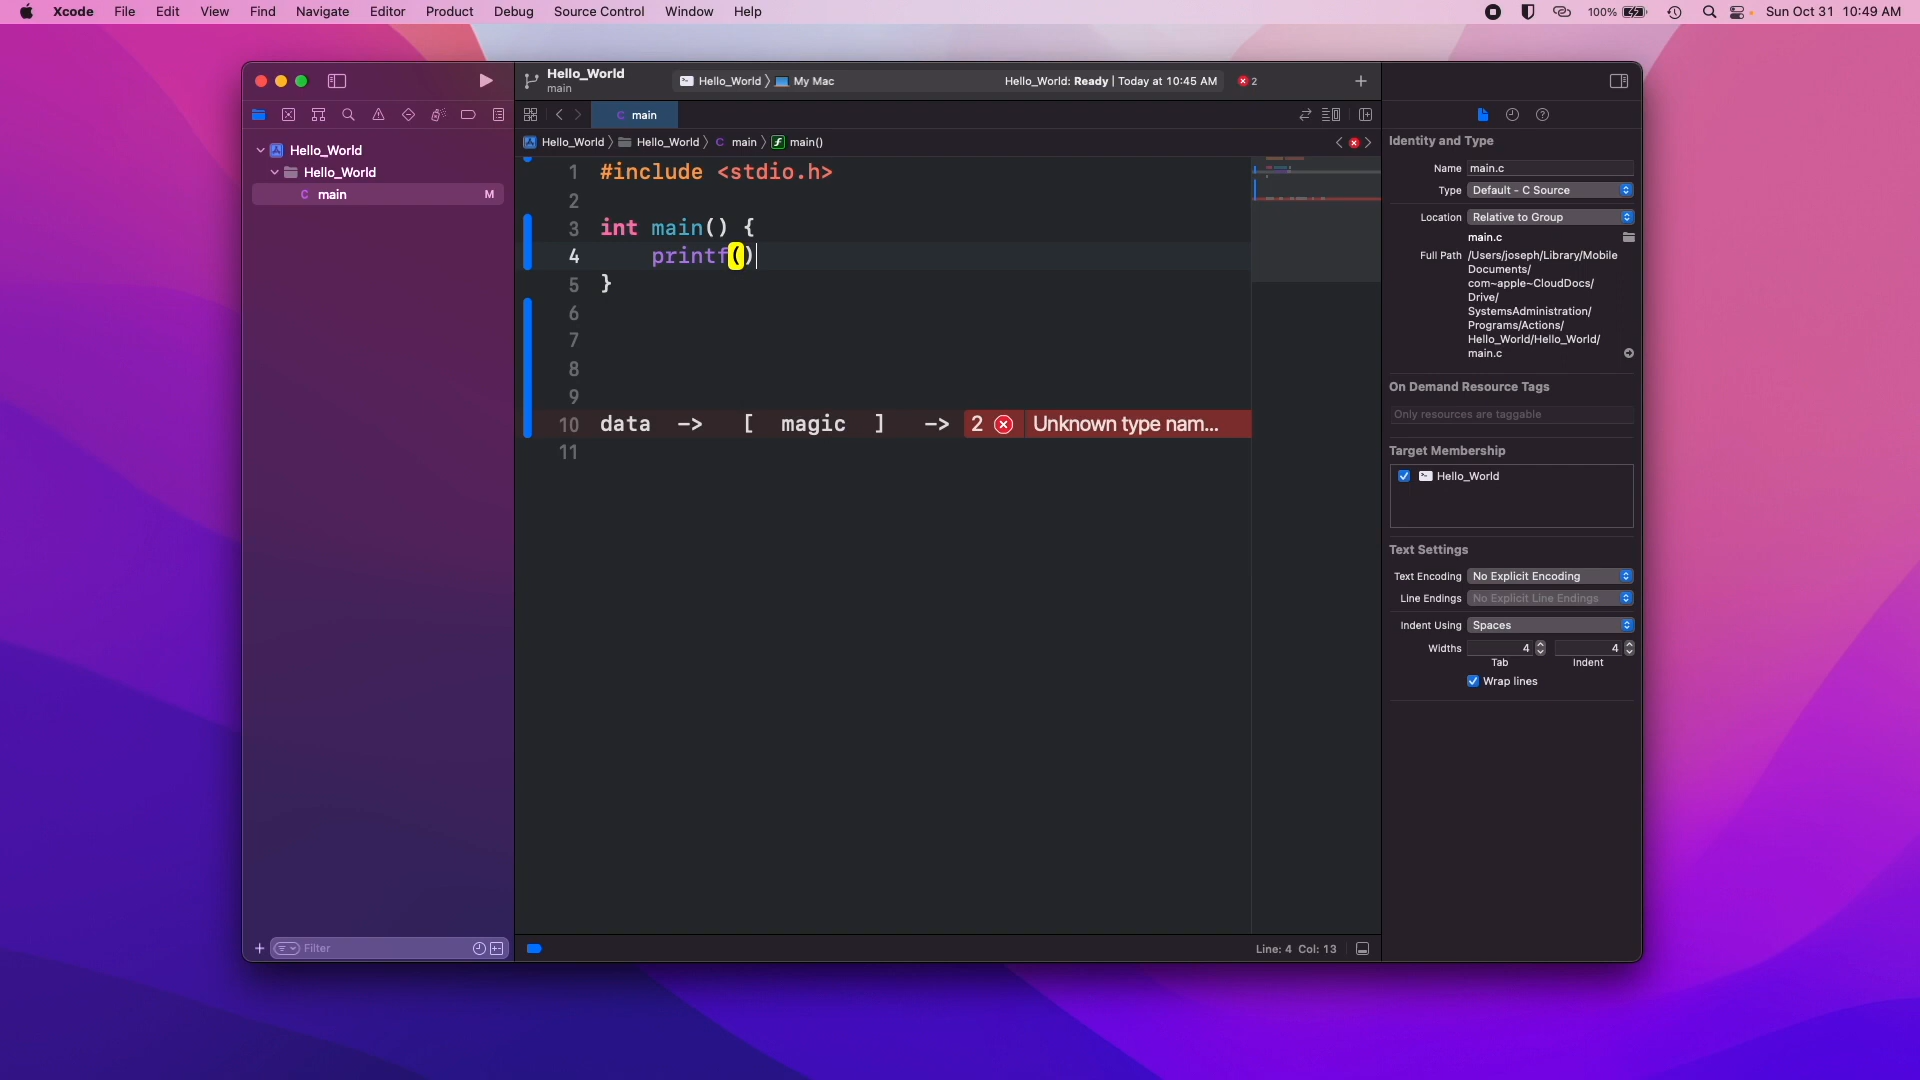 Xcode File Edit View Find Navigate Editor Product Debug Source Control Window Help 100% Sun Oct 31 10:49 AM
Hello_World
main
Hello_World My Mac
Hello_World: Ready | Today at 10:45 AM
2
main
Hello_World Hello_World C main main()
Hello_World
Hello_World
C main M
1 #include <stdio.h>
2
3 int main() {
4 printf()
5 }
6
7
8
9
10 data -> [ magic ] -> 2 Unknown type nam...
11
Filter
Line: 4 Col: 13
Identity and Type
Name main.c
Type Default - C Source
Location Relative to Group
main.c
Full Path /Users/joseph/Library/Mobile
Documents/
com~apple~CloudDocs/
Drive/
SystemsAdministration/
Programs/Actions/
Hello_World/Hello_World/
main.c
On Demand Resource Tags
Only resources are taggable
Target Membership
Hello_World
Text Settings
Text Encoding No Explicit Encoding
Line Endings No Explicit Line Endings
Indent Using Spaces
Widths 4 4
Tab Indent
Wrap lines